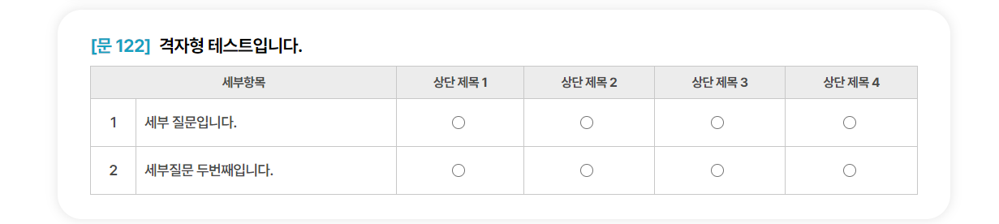 [문 122] 격자형 테스트입니다.
세부항목 상단 제목 1 상단 제목 2 상단 제목 3 상단 제목 4
1 세부 질문입니다.
2 세부질문 두번째입니다.